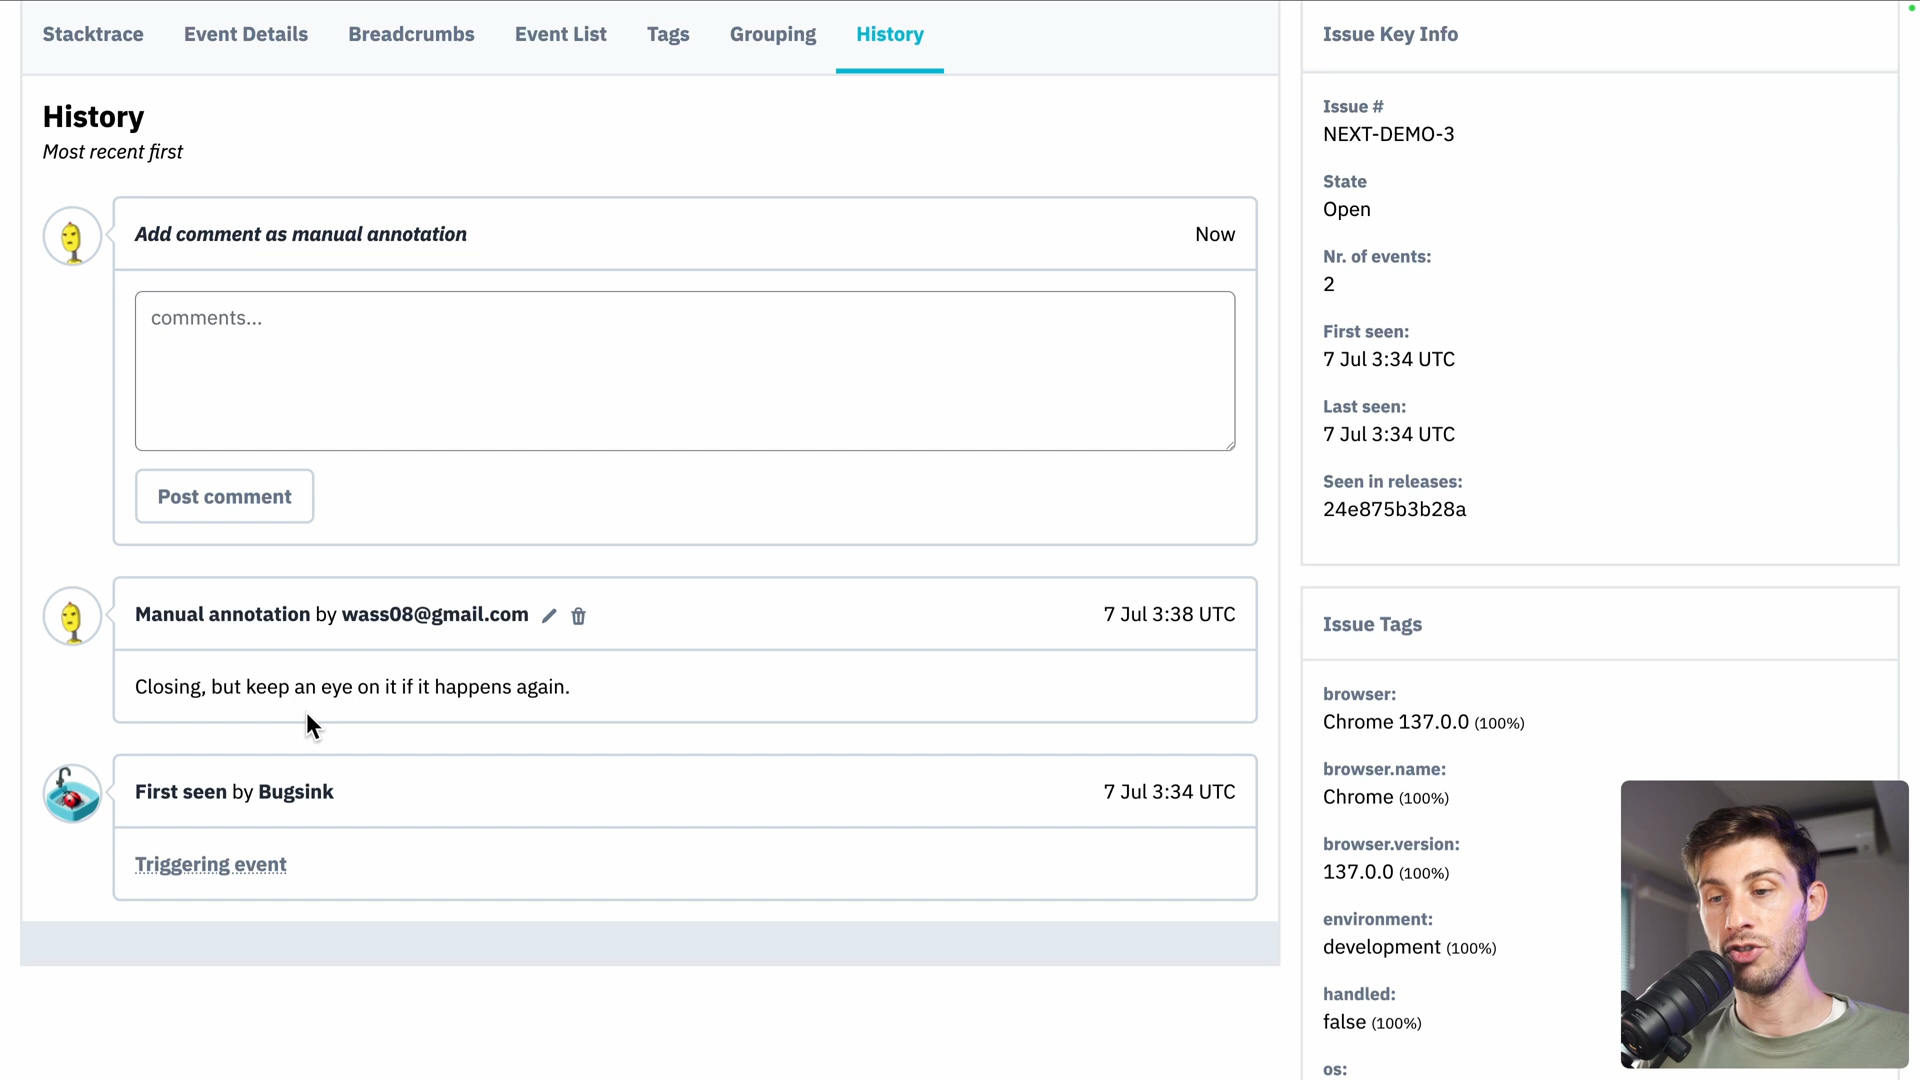 Stacktrace Event Details Breadcrumbs Event List Tags Grouping History
History
Most recent first
Add comment as manual annotation Now
comments...
Post comment
Manual annotation by wass08@gmail.com 7 Jul 3:38 UTC
Closing, but keep an eye on it if it happens again.
First seen by Bugsink 7 Jul 3:34 UTC
Triggering event
Issue Key Info
Issue #
NEXT-DEMO-3
State
Open
Nr. of events:
2
First seen:
7 Jul 3:34 UTC
Last seen:
7 Jul 3:34 UTC
Seen in releases:
24e875b3b28a
Issue Tags
browser:
Chrome 137.0.0 (100%)
browser.name:
Chrome (100%)
browser.version:
137.0.0 (100%)
environment:
development (100%)
handled:
false (100%)
os: